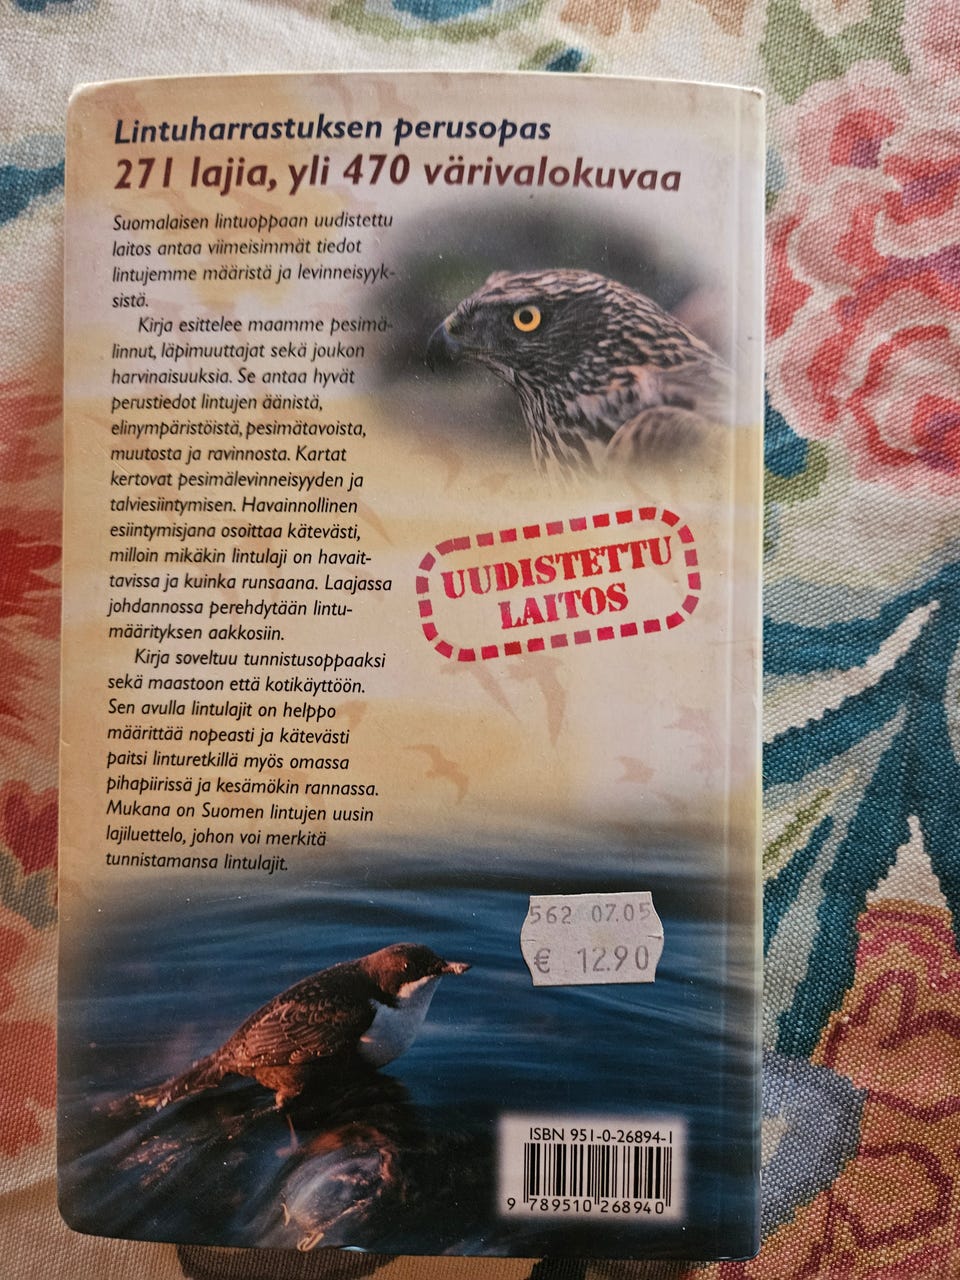 Lintuharrastuksen perusopas
271 lajia, yli 470 värivalokuvaa
Suomalaisen lintuoppaan uudistettu
laitos antaa viimeisimmät tiedot
lintujemme määristä ja levinneisyyk-
sistä.
Kirja esittelee maamme pesimä-
linnut, läpimuuttajat sekä joukon
harvinaisuuksia. Se antaa hyvät
perustiedot lintujen äänistä,
elinympäristöistä, pesimätavoista,
muutosta ja ravinnosta. Kartat
kertovat pesimälevinneisyyden ja
talviesiintymisen. Havainnollinen
esiintymisjana osoittaa kätevästi,
milloin mikäkin lintulaji on havait-
tavissa ja kuinka runsaana. Laajassa
johdannossa perehdytään lintu-
määrityksen aakkosiin.
Kirja soveltuu tunnistusoppaaksi
sekä maastoon että kotikäyttöön.
Sen avulla lintulajit on helppo
määrittää nopeasti ja kätevästi
paitsi linturetkillä myös omassa
pihapiirissä ja kesämökin rannassa.
Mukana on Suomen lintujen uusin
lajiluettelo, johon voi merkitä
tunnistamansa lintulajit.
UUDISTETTU
LAITOS
562 07.05
€ 12.90
ISBN 951-0-26894-1
9 789510 268940